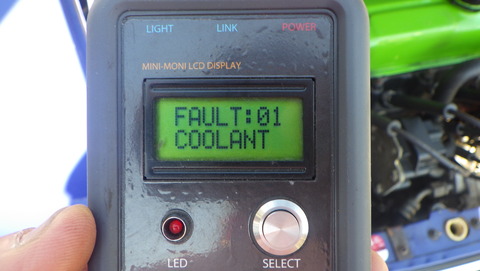 LIGHT LINK POWER
MINI-MONI LCD DISPLAY
FAULT:01
COOLANT
LED SELECT